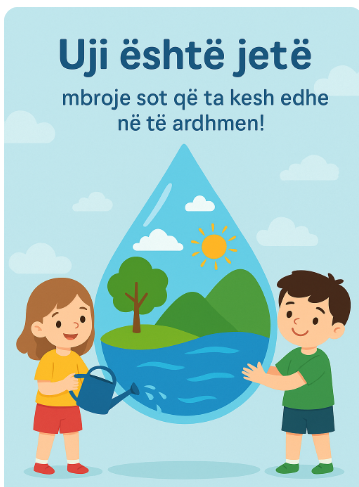 Uji është jetë
mbroje sot që ta kesh edhe
në të ardhmen!